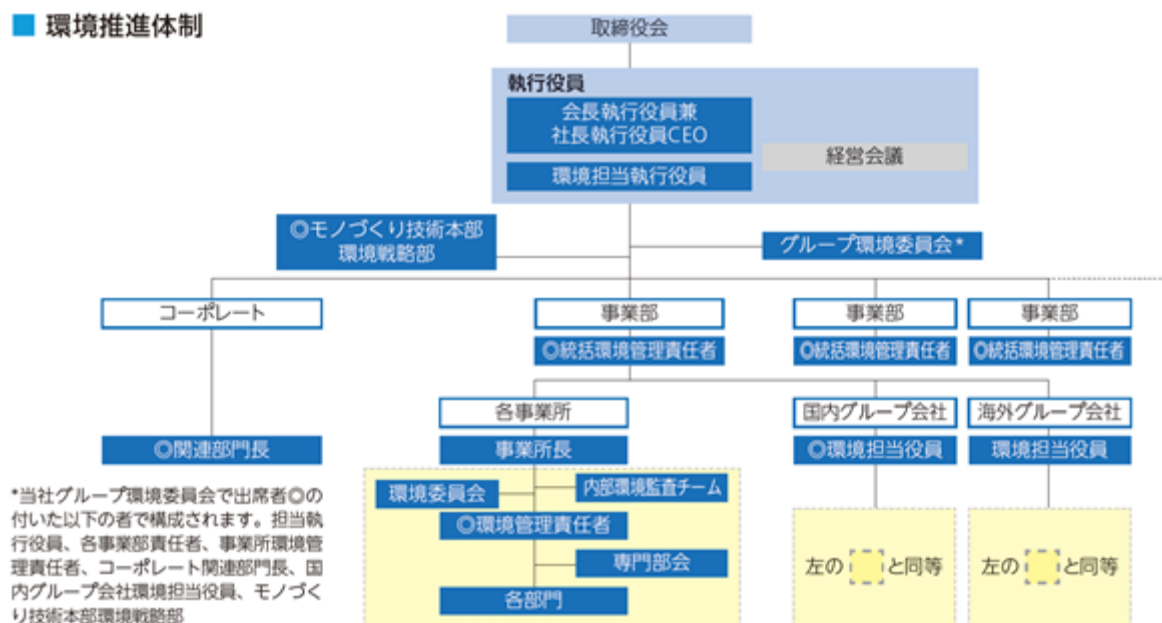 環境推進体制
取締役会
執行役員
会長執行役員兼
社長執行役員CEO
経営会議
環境担当執行役員
◎モノづくり技術本部
環境戦略部
グループ環境委員会*
コーポレート
事業部
事業部
事業部
◎統括環境管理責任者
◎統括環境管理責任者
◎統括環境管理責任者
各事業所
国内グループ会社
海外グループ会社
◎関連部門長
事業所長
◎環境担当役員
環境担当役員
環境委員会
内部環境監査チーム
◎環境管理責任者
専門部会
各部門
左の と同等
左の と同等
*当社グループ環境委員会で出席者◎の
付いた以下の者で構成されます。担当執
行役員、各事業部責任者、事業所環境管
理責任者、コーポレート関連部門長、国
内グループ会社環境担当役員、モノづく
り技術本部環境戦略部